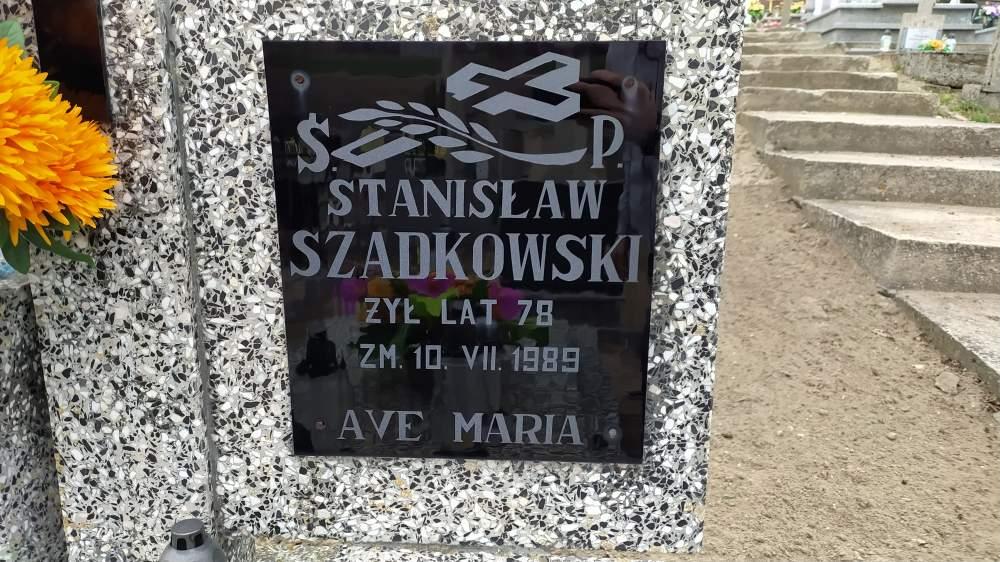 Ś. P.
STANISŁAW
SZADKOWSKI
ŻYŁ LAT 78
ZM. 10. VII. 1989
AVE MARIA